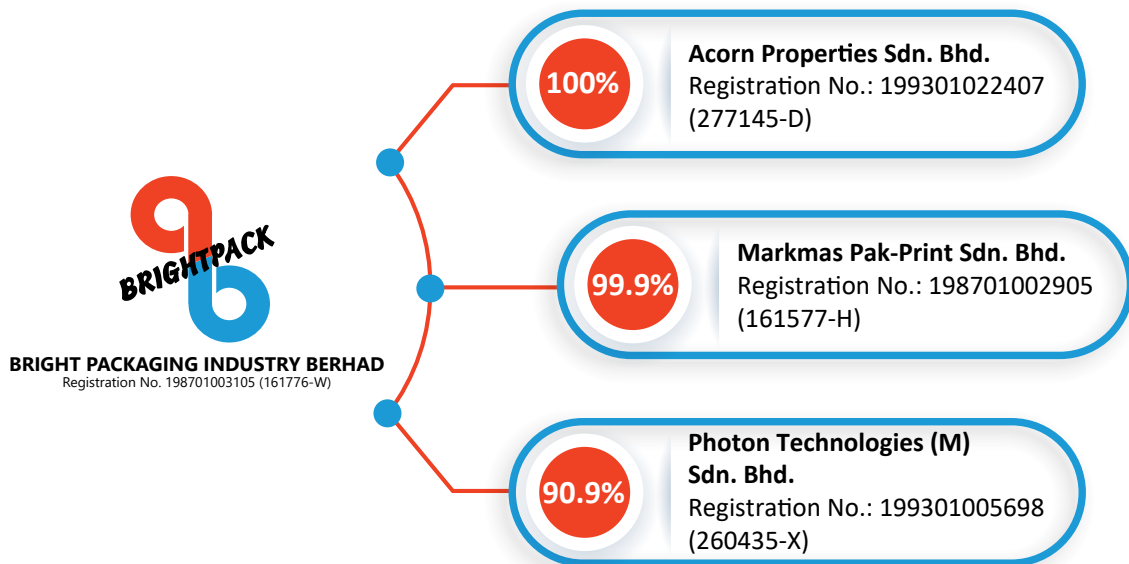 BRIGHTPACK
BRIGHT PACKAGING INDUSTRY BERHAD
Registration No. 198701003105 (161776-W)
100%
Acorn Properties Sdn. Bhd.
Registration No.: 199301022407
(277145-D)
99.9%
Markmas Pak-Print Sdn. Bhd.
Registration No.: 198701002905
(161577-H)
90.9%
Photon Technologies (M)
Sdn. Bhd.
Registration No.: 199301005698
(260435-X)